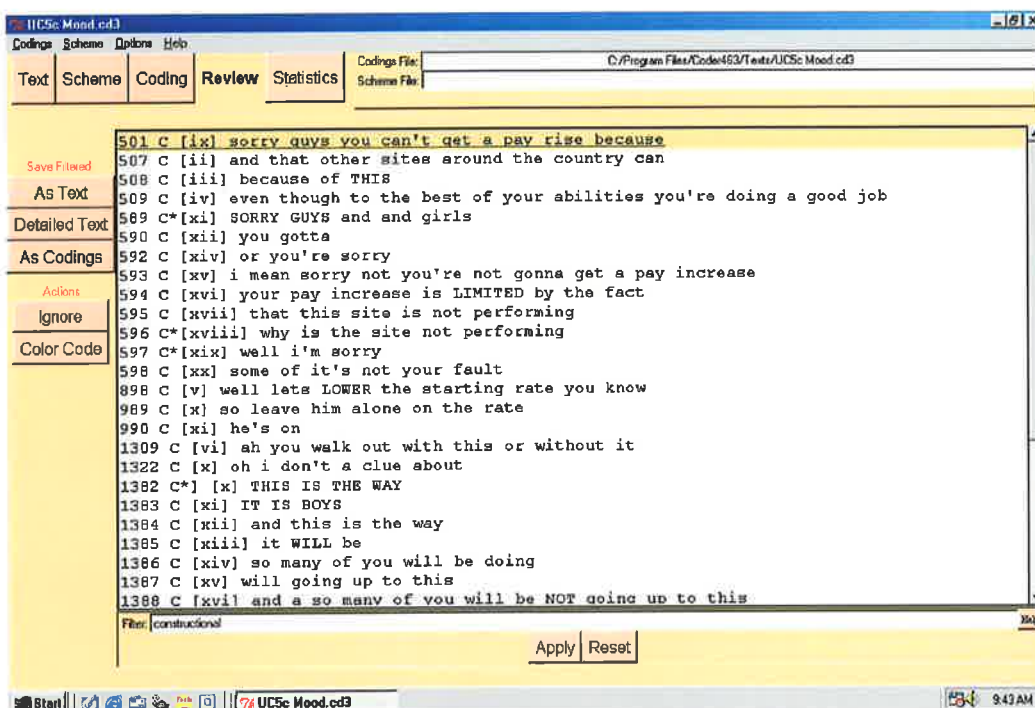 UC5c Mood.cd3
Codings Scheme Options Help
Text Scheme Coding Review Statistics
Codings File: C:/Program Files/Coder463/Texts/UC5c Mood.cd3
Scheme File:
Save Filtered
As Text
Detailed Text
As Codings
Actions
Ignore
Color Code
501 C [ix] sorry guys you can't get a pay rise because
507 C [ii] and that other sites around the country can
508 C [iii] because of THIS
509 C [iv] even though to the best of your abilities you're doing a good job
589 C*[xi] SORRY GUYS and and girls
590 C [xii] you gotta
592 C [xiv] or you're sorry
593 C [xv] i mean sorry not you're not gonna get a pay increase
594 C [xvi] your pay increase is LIMITED by the fact
595 C [xvii] that this site is not performing
596 C*[xviii] why is the site not performing
597 C*[xix] well i'm sorry
598 C [xx] some of it's not your fault
898 C [v] well lets LOWER the starting rate you know
989 C [x] so leave him alone on the rate
990 C [xi] he's on
1309 C [vi] ah you walk out with this or without it
1322 C [x] oh i don't a clue about
1382 C*] [x] THIS IS THE WAY
1383 C [xi] IT IS BOYS
1384 C [xii] and this is the way
1385 C [xiii] it WILL be
1386 C [xiv] so many of you will be doing
1387 C [xv] will going up to this
1388 C [xvi] and a so many of you will be NOT going up to this
Filter: constructional
Apply Reset
Start UC5c Mood.cd3 9:43 AM